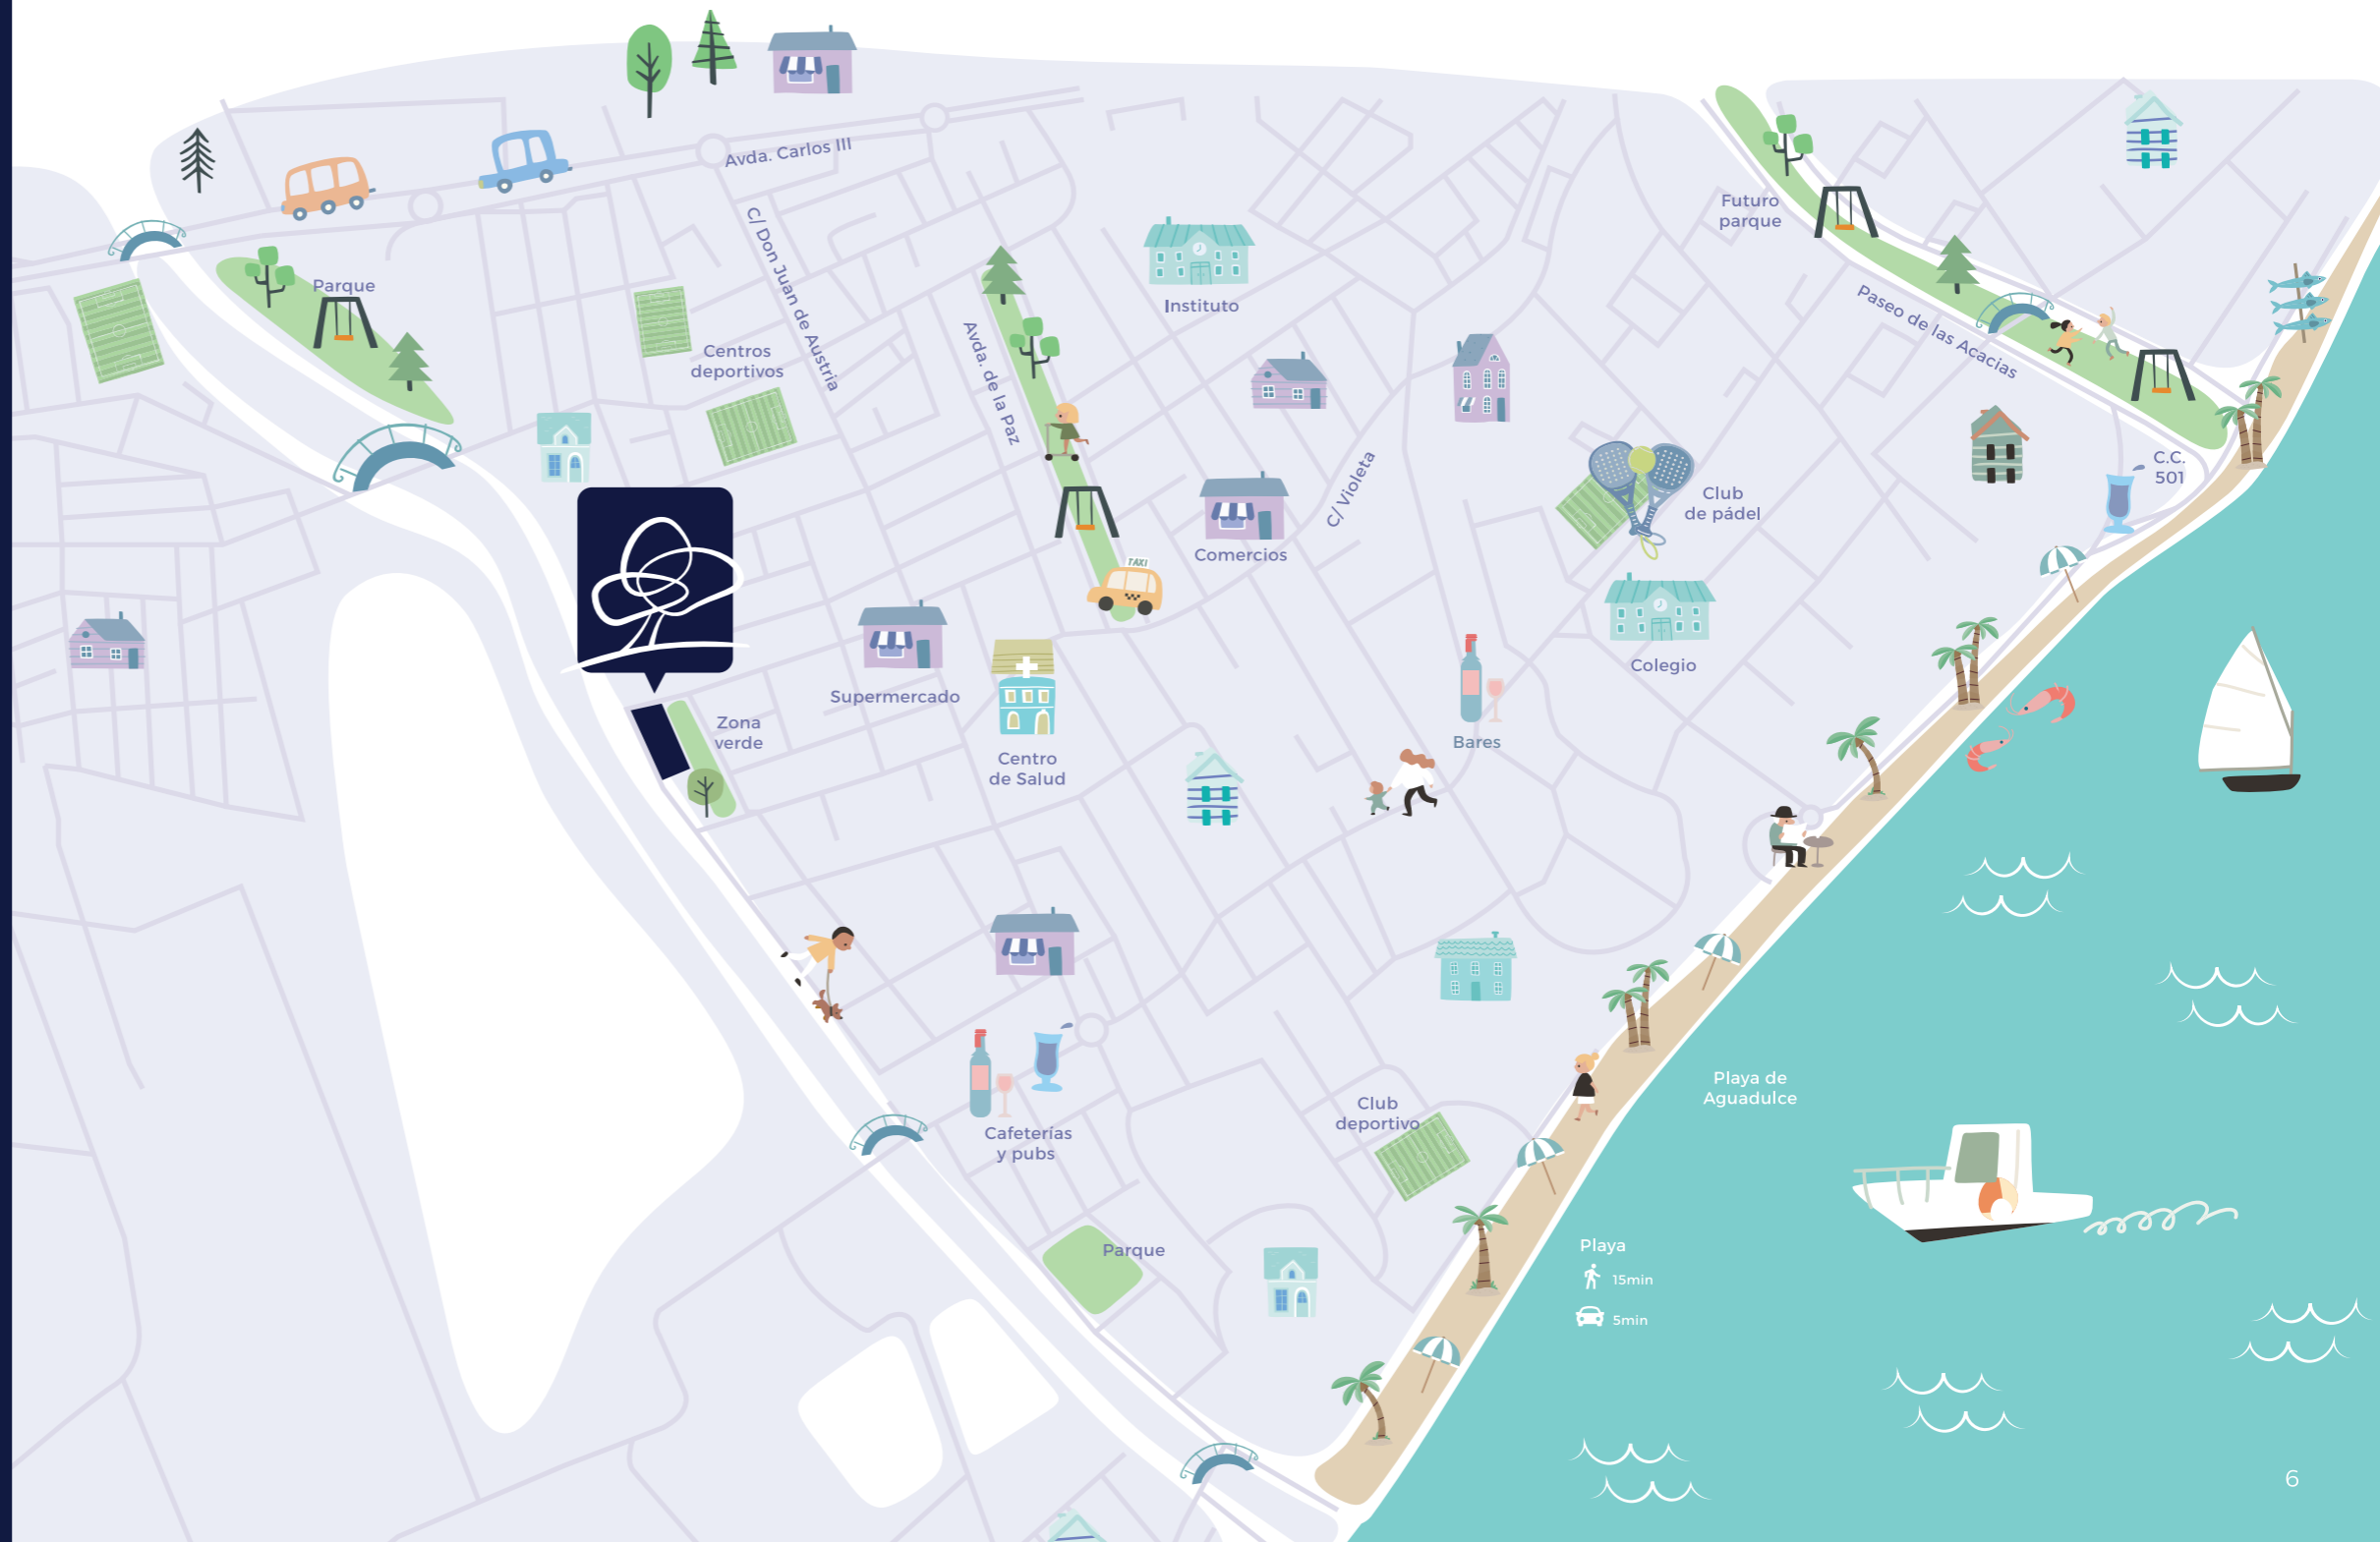 Avda. Carlos III
C/ Don Juan de Austria
Futuro
parque
Parque
Instituto
Paseo de las Acacias
Centros
deportivos
Avda. de la Paz
C/ Violeta
C.C.
501
Club
de pádel
Comercios
TAXI
Colegio
Supermercado
Zona
verde
Bares
Centro
de Salud
Playa de
Aguadulce
Club
deportivo
Cafeterías
y pubs
Parque
Playa
15min
5min
6